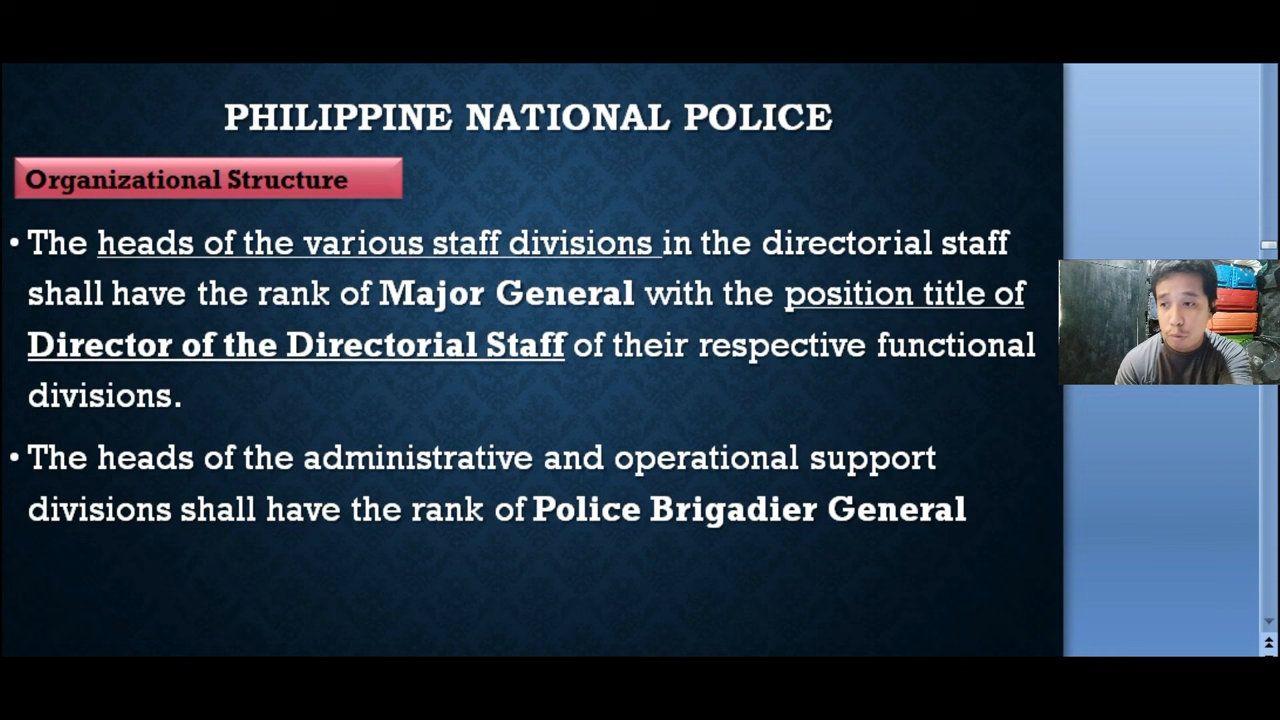 PHILIPPINE NATIONAL POLICE
Organizational Structure
• The heads of the various staff divisions in the directorial staff
shall have the rank of Major General with the position title of
Director of the Directorial Staff of their respective functional
divisions.
• The heads of the administrative and operational support
divisions shall have the rank of Police Brigadier General